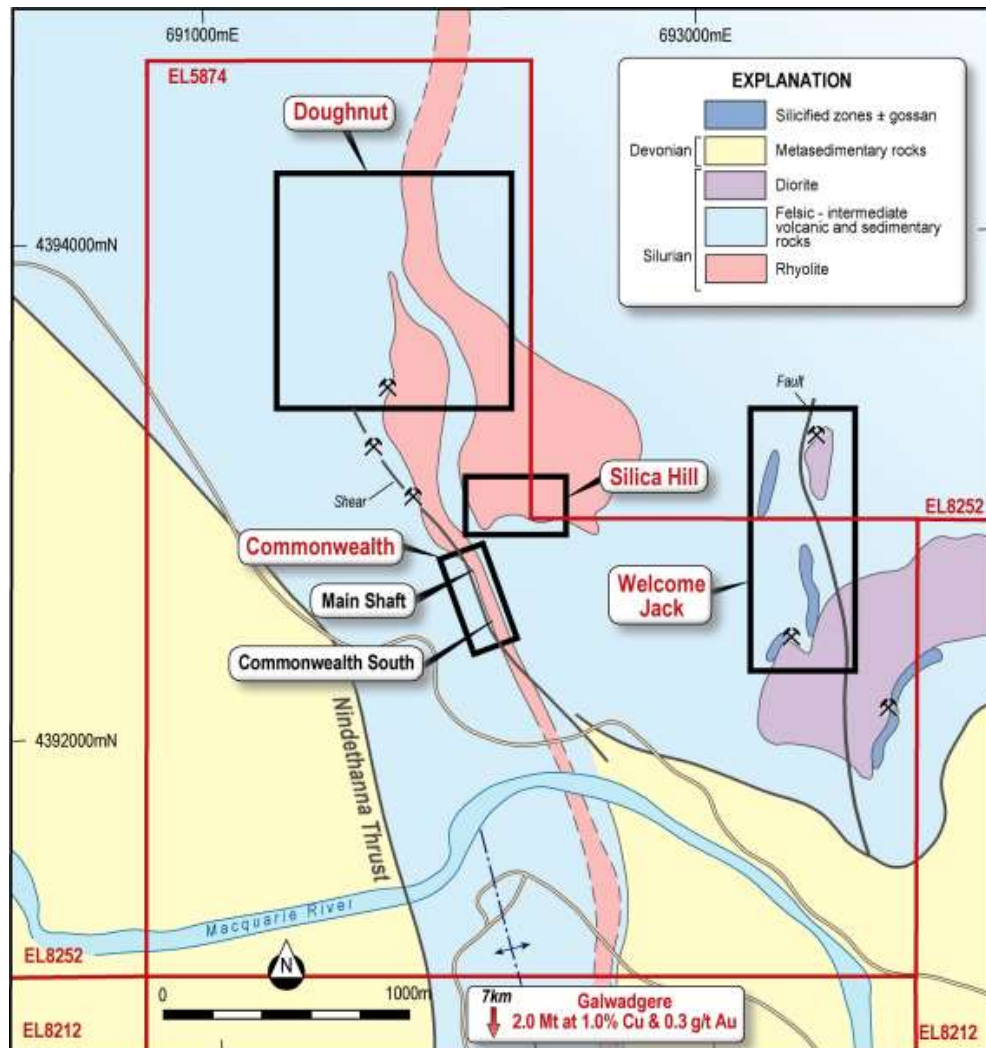 691000mE
693000mE
EL5874
EXPLANATION
Silicified zones ± gossan
Devonian
Metasedimentary rocks
Diorite
Felsic - intermediate
volcanic and sedimentary
rocks
Silurian
Rhyolite
Doughnut
4394000mN
Fault
Shear
Silica Hill
EL8252
Commonwealth
Main Shaft
Welcome
Jack
Commonwealth South
4392000mN
Nindethanna Thrust
Macquarie River
EL8252
N
0
1000m
7km
Galwadgere
2.0 Mt at 1.0% Cu & 0.3 g/t Au
EL8212
EL8212